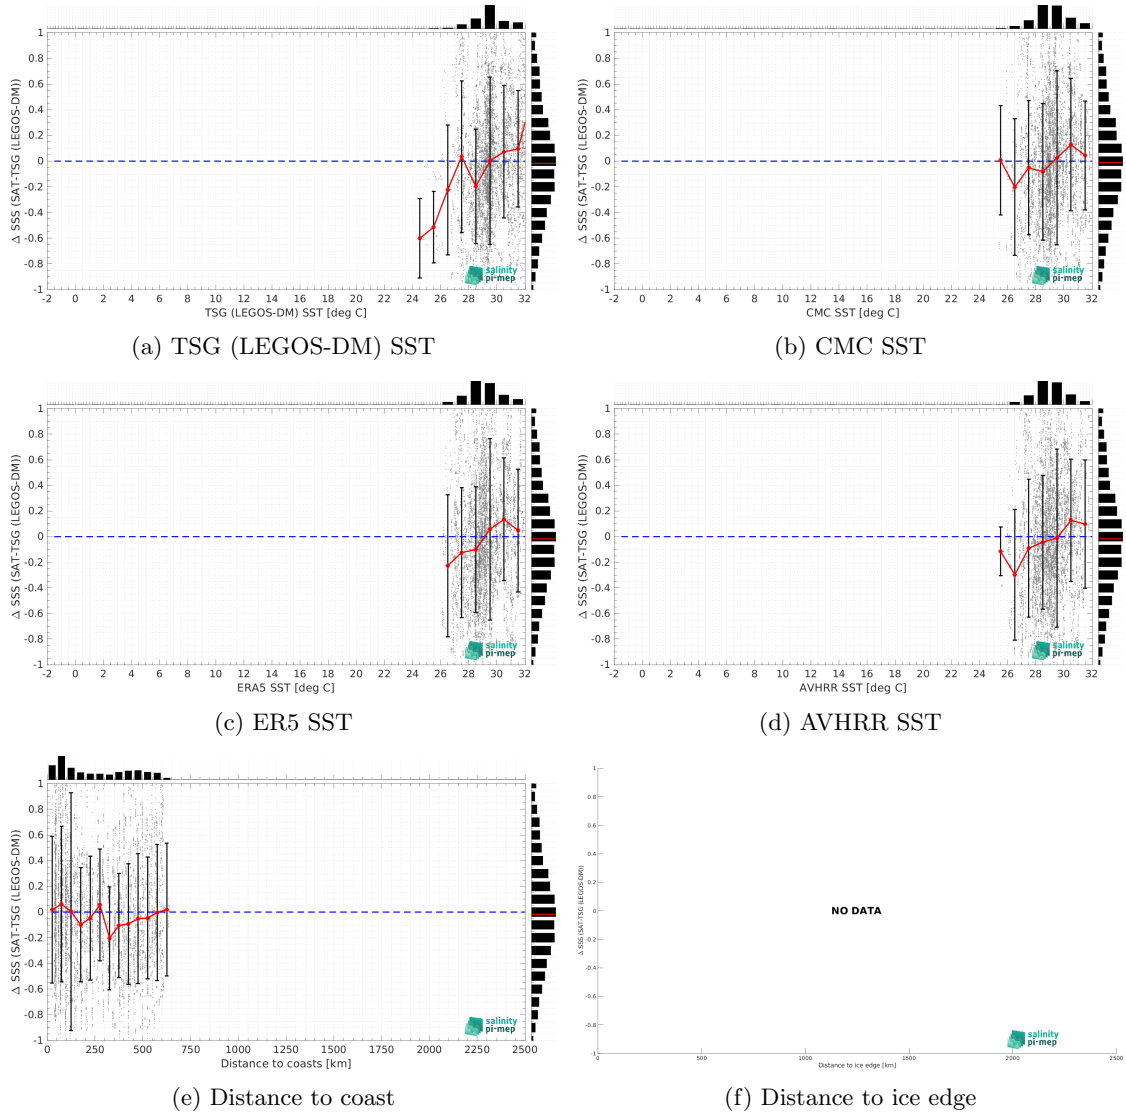 1
0.8
0.6
0.4
0.2
0
-0.2
-0.4
-0.6
-0.8
-1
Δ SSS (SAT-TSG (LEGOS-DM))
-2 0 2 4 6 8 10 12 14 16 18 20 22 24 26 28 30 32
TSG (LEGOS-DM) SST [deg C]
salinity
pi-mep
(a) TSG (LEGOS-DM) SST
1
0.8
0.6
0.4
0.2
0
-0.2
-0.4
-0.6
-0.8
-1
Δ SSS (SAT-TSG (LEGOS-DM))
-2 0 2 4 6 8 10 12 14 16 18 20 22 24 26 28 30 32
CMC SST [deg C]
salinity
pi-mep
(b) CMC SST
1
0.8
0.6
0.4
0.2
0
-0.2
-0.4
-0.6
-0.8
-1
Δ SSS (SAT-TSG (LEGOS-DM))
-2 0 2 4 6 8 10 12 14 16 18 20 22 24 26 28 30 32
ERA5 SST [deg C]
salinity
pi-mep
(c) ER5 SST
1
0.8
0.6
0.4
0.2
0
-0.2
-0.4
-0.6
-0.8
-1
Δ SSS (SAT-TSG (LEGOS-DM))
-2 0 2 4 6 8 10 12 14 16 18 20 22 24 26 28 30 32
AVHRR SST [deg C]
salinity
pi-mep
(d) AVHRR SST
1
0.8
0.6
0.4
0.2
0
-0.2
-0.4
-0.6
-0.8
-1
Δ SSS (SAT-TSG (LEGOS-DM))
0 250 500 750 1000 1250 1500 1750 2000 2250 2500
Distance to coasts [km]
salinity
pi-mep
(e) Distance to coast
1
0.8
0.6
0.4
0.2
0
-0.2
-0.4
-0.6
-0.8
-1
Δ SSS (SAT-TSG (LEGOS-DM))
NO DATA
0 500 1000 1500 2000 2500
Distance to ice edge [km]
salinity
pi-mep
(f) Distance to ice edge